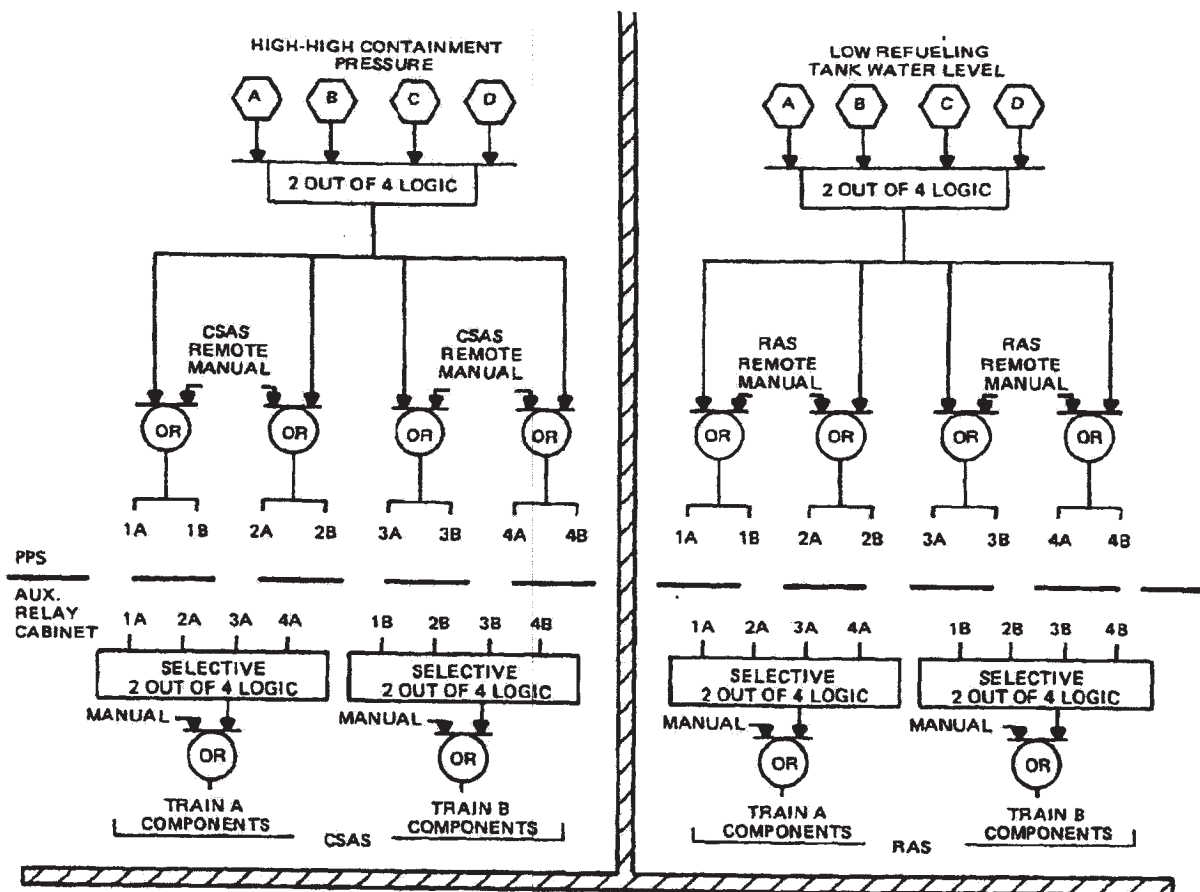 HIGH-HIGH CONTAINMENT
PRESSURE
A
B
C
D
2 OUT OF 4 LOGIC
CSAS
REMOTE
MANUAL
CSAS
REMOTE
MANUAL
OR
OR
OR
OR
1A 1B 2A 2B 3A 3B 4A 4B
LOW REFUELING
TANK WATER LEVEL
A
B
C
D
2 OUT OF 4 LOGIC
RAS
REMOTE
MANUAL
RAS
REMOTE
MANUAL
OR
OR
OR
OR
1A 1B 2A 2B 3A 3B 4A 4B
PPS
AUX.
RELAY
CABINET
1A 2A 3A 4A
SELECTIVE
2 OUT OF 4 LOGIC
MANUAL
OR
TRAIN A
COMPONENTS
1B 2B 3B 4B
SELECTIVE
2 OUT OF 4 LOGIC
MANUAL
OR
TRAIN B
COMPONENTS
CSAS
1A 2A 3A 4A
SELECTIVE
2 OUT OF 4 LOGIC
MANUAL
OR
TRAIN A
COMPONENTS
1B 2B 3B 4B
SELECTIVE
2 OUT OF 4 LOGIC
MANUAL
OR
TRAIN B
COMPONENTS
RAS